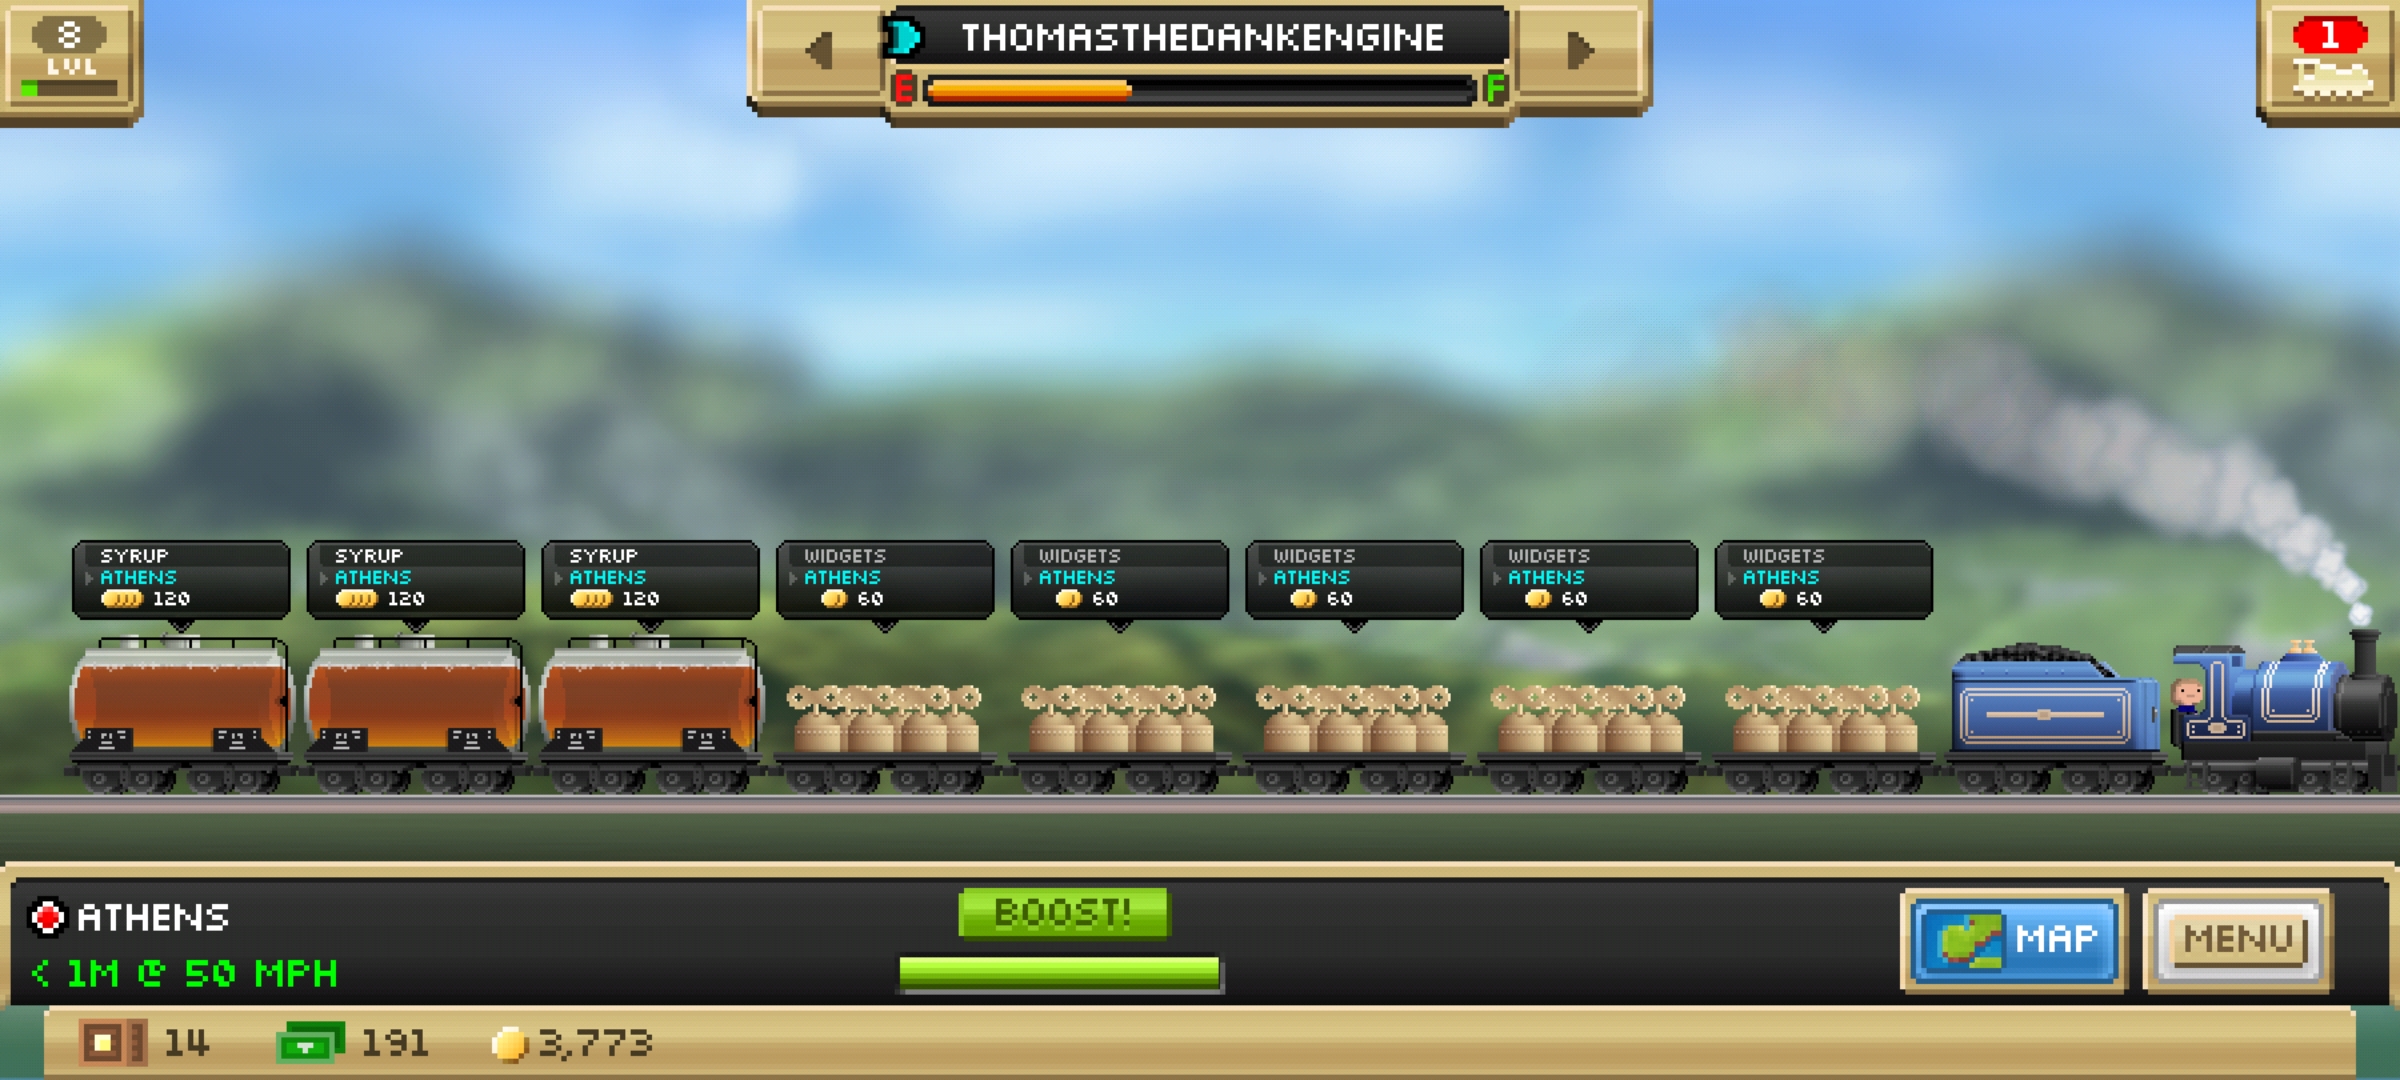 8
LVL
THOMASTHEDANKENGINE
E F
1
SYRUP
ATHENS
120
SYRUP
ATHENS
120
SYRUP
ATHENS
120
WIDGETS
ATHENS
60
WIDGETS
ATHENS
60
WIDGETS
ATHENS
60
WIDGETS
ATHENS
60
WIDGETS
ATHENS
60
ATHENS
< 1M @ 50 MPH
BOOST!
MAP
MENU
14 191 3,773